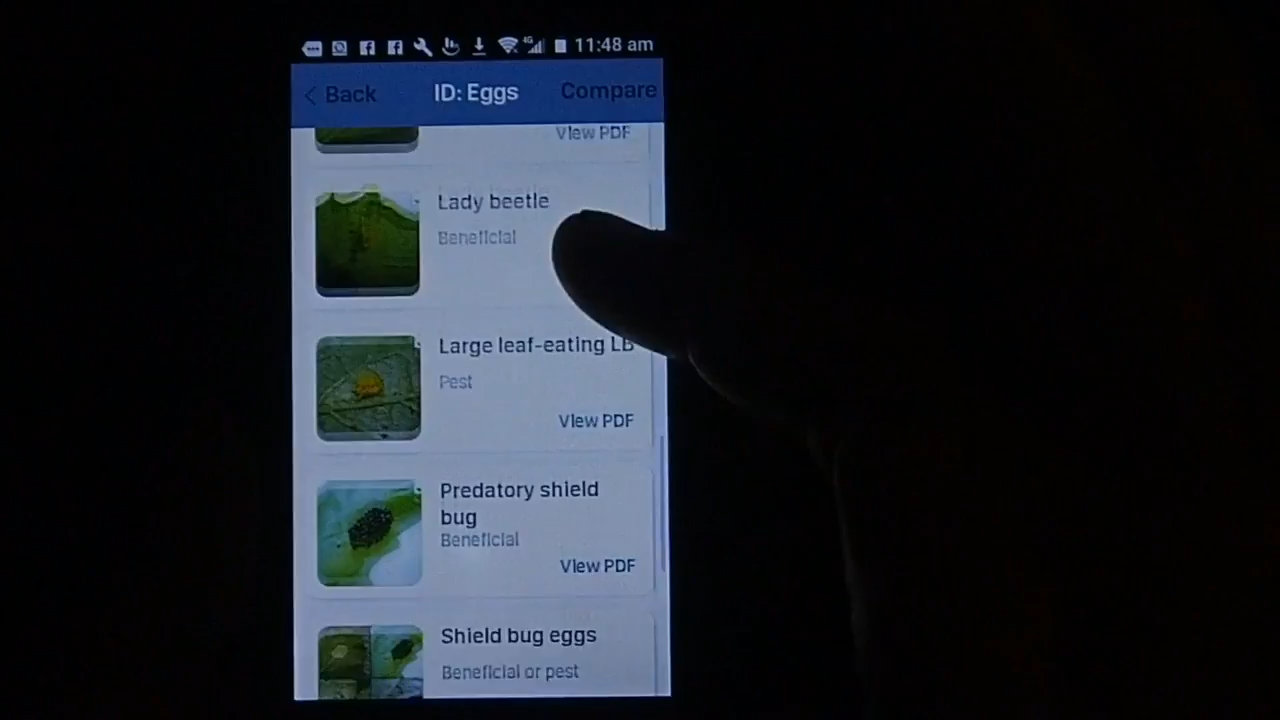 4G 11:48 am
Back ID: Eggs Compare
View PDF
Lady beetle
Beneficial
Large leaf-eating LB
Pest
View PDF
Predatory shield
bug
Beneficial
View PDF
Shield bug eggs
Beneficial or pest